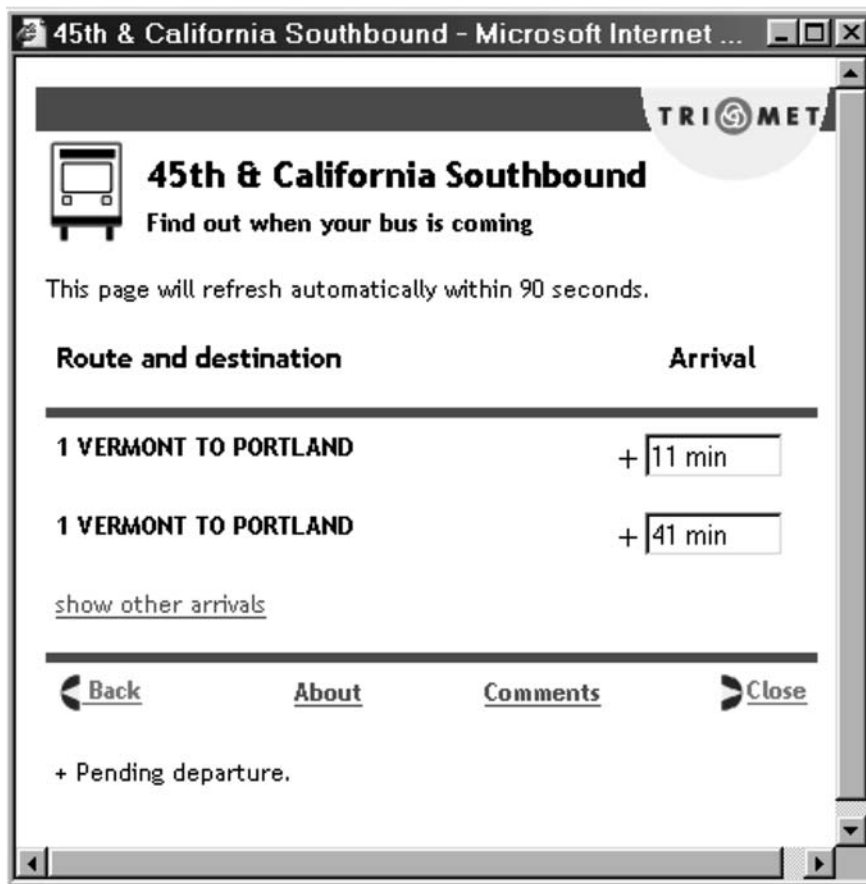 45th & California Southbound - Microsoft Internet ...
TRI MET
45th & California Southbound
Find out when your bus is coming
This page will refresh automatically within 90 seconds.
Route and destination Arrival
1 VERMONT TO PORTLAND + 11 min
1 VERMONT TO PORTLAND + 41 min
show other arrivals
Back About Comments Close
+ Pending departure.